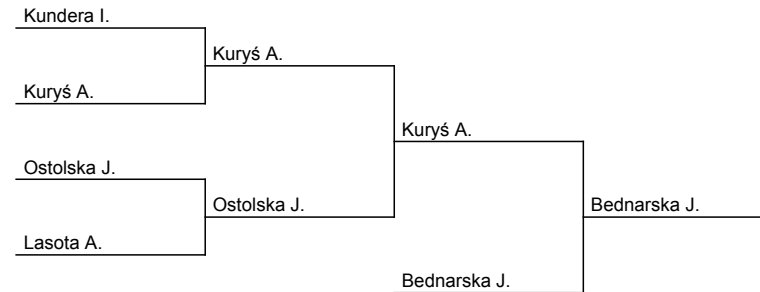 Kundera I.
Kuryś A.
Kuryś A.
Kuryś A.
Ostolska J.
Ostolska J.
Bednarska J.
Lasota A.
Bednarska J.